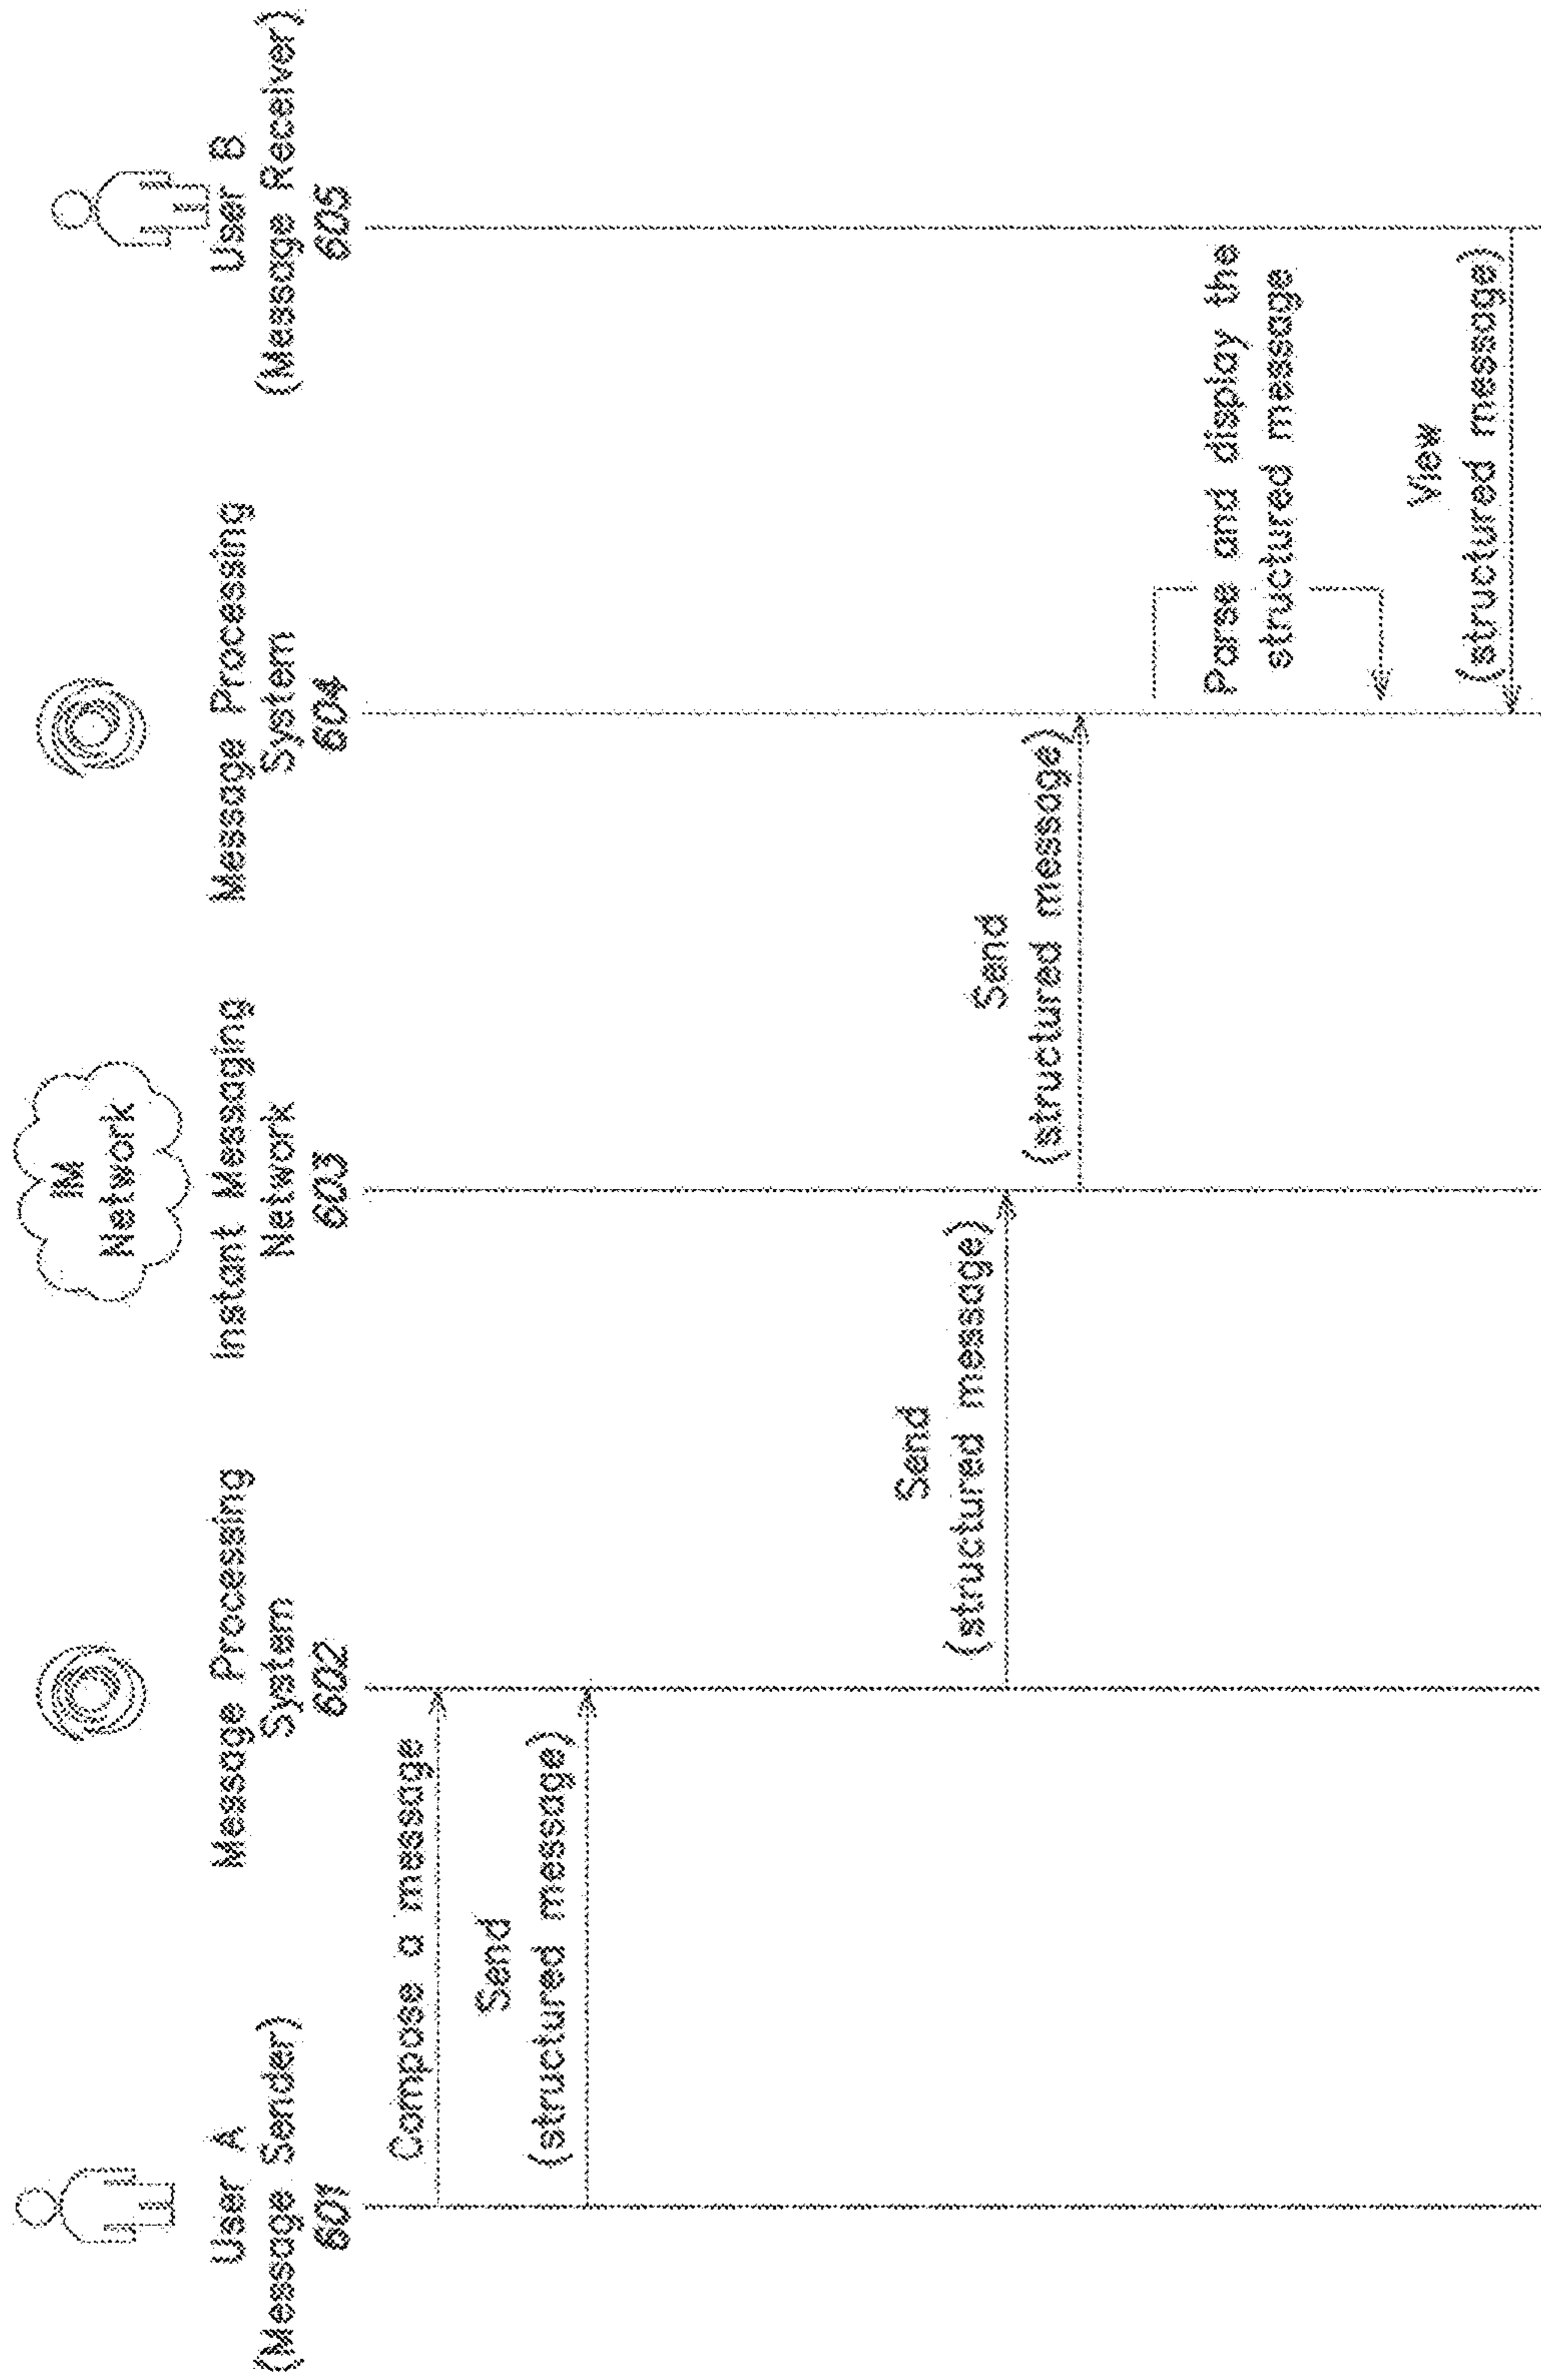 User A
(Message Sender)
601
Message Processing
System
602
IM
Network
Instant Messaging
Network
603
Message Processing
System
604
User B
(Message Receiver)
605
Compose a message
Send
(structured message)
Send
(structured message)
Send
(structured message)
Parse and display the
structured message
View
(structured message)